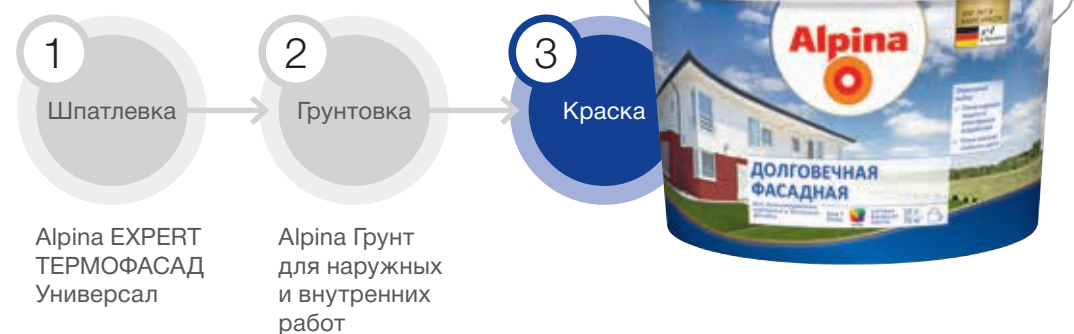 1
Шпатлевка
2
Грунтовка
3
Краска
Alpina EXPERT
ТЕРМОФАСАД
Универсал
Alpina Грунт
для наружных
и внутренних
работ
Alpina
ДОЛГОВЕЧНАЯ
ФАСАДНАЯ